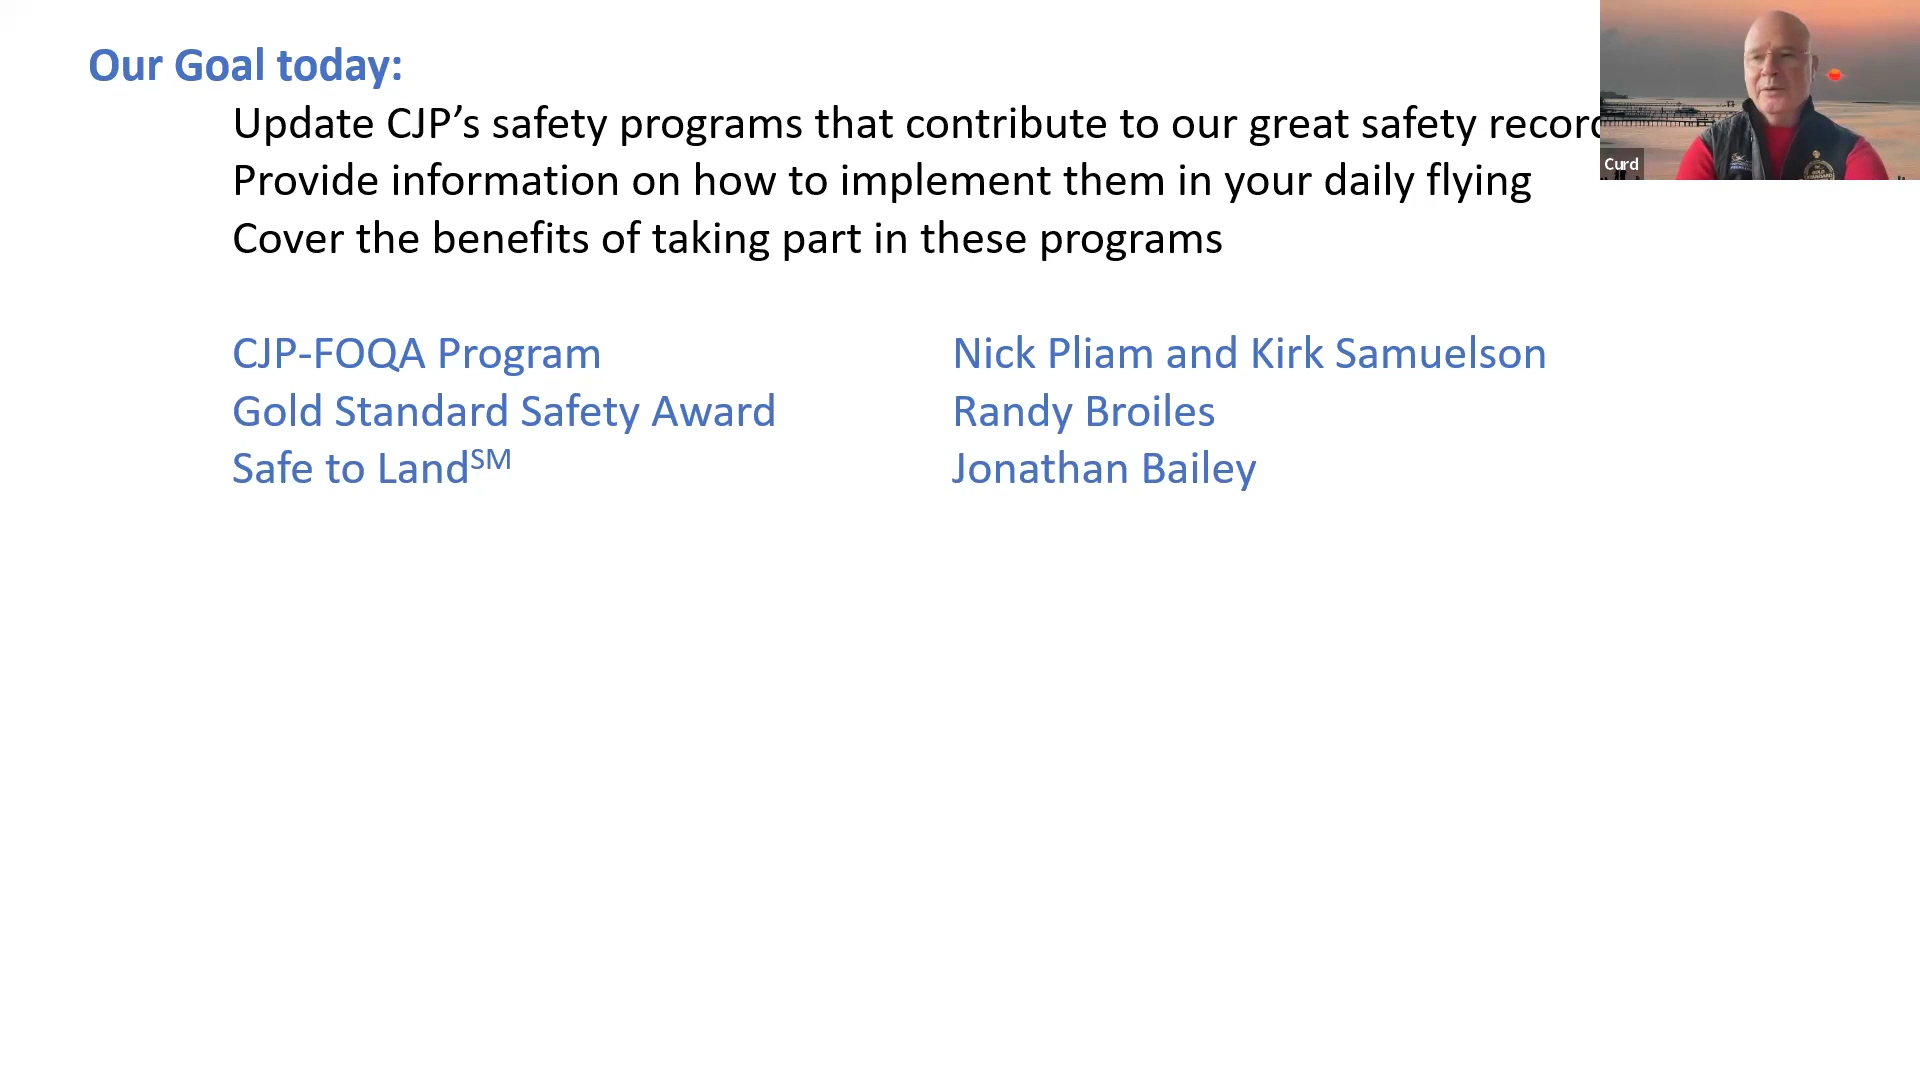 Our Goal today:
Update CJP’s safety programs that contribute to our great safety record
Provide information on how to implement them in your daily flying
Cover the benefits of taking part in these programs
CJP-FOQA Program Nick Pliam and Kirk Samuelson
Gold Standard Safety Award Randy Broiles
Safe to Land℠ Jonathan Bailey
Curd